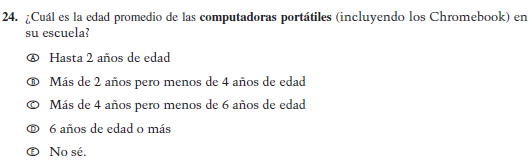 24. ¿Cuál es la edad promedio de las computadoras portátiles (incluyendo los Chromebook) en
su escuela?
Ⓐ Hasta 2 años de edad
Ⓑ Más de 2 años pero menos de 4 años de edad
Ⓒ Más de 4 años pero menos de 6 años de edad
Ⓓ 6 años de edad o más
Ⓔ No sé.